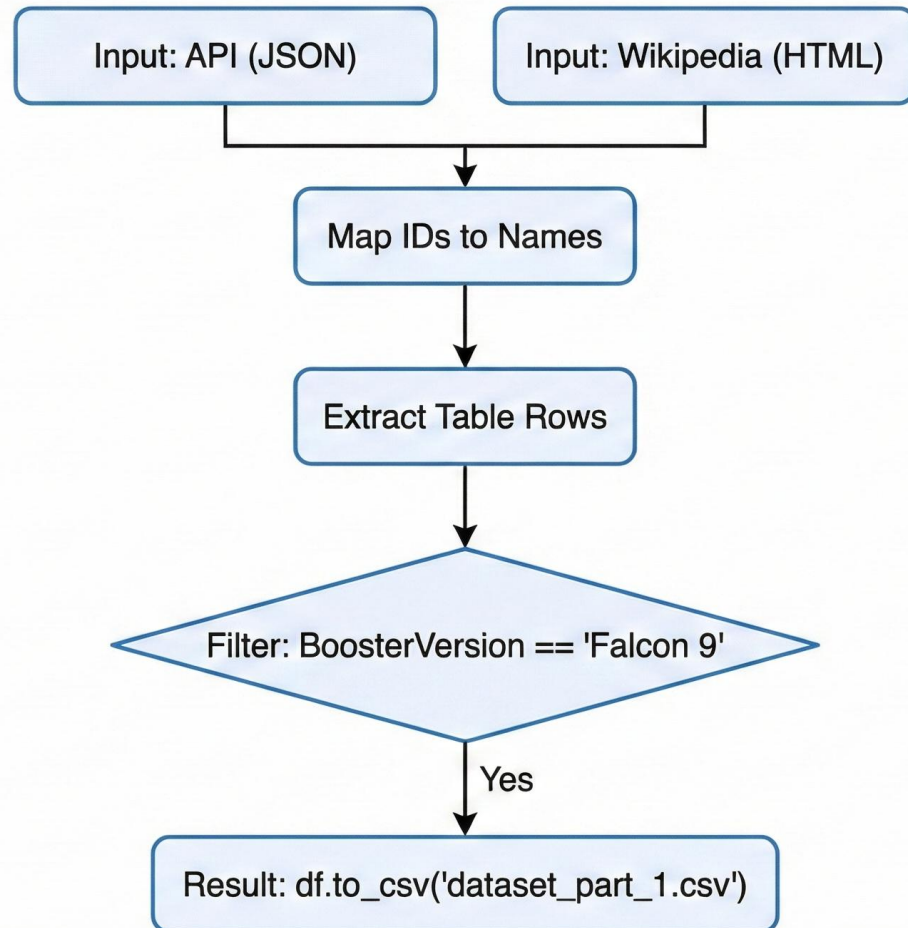 Input: API (JSON)
Input: Wikipedia (HTML)
Map IDs to Names
Extract Table Rows
Filter: BoosterVersion == 'Falcon 9'
Yes
Result: df.to_csv('dataset_part_1.csv')